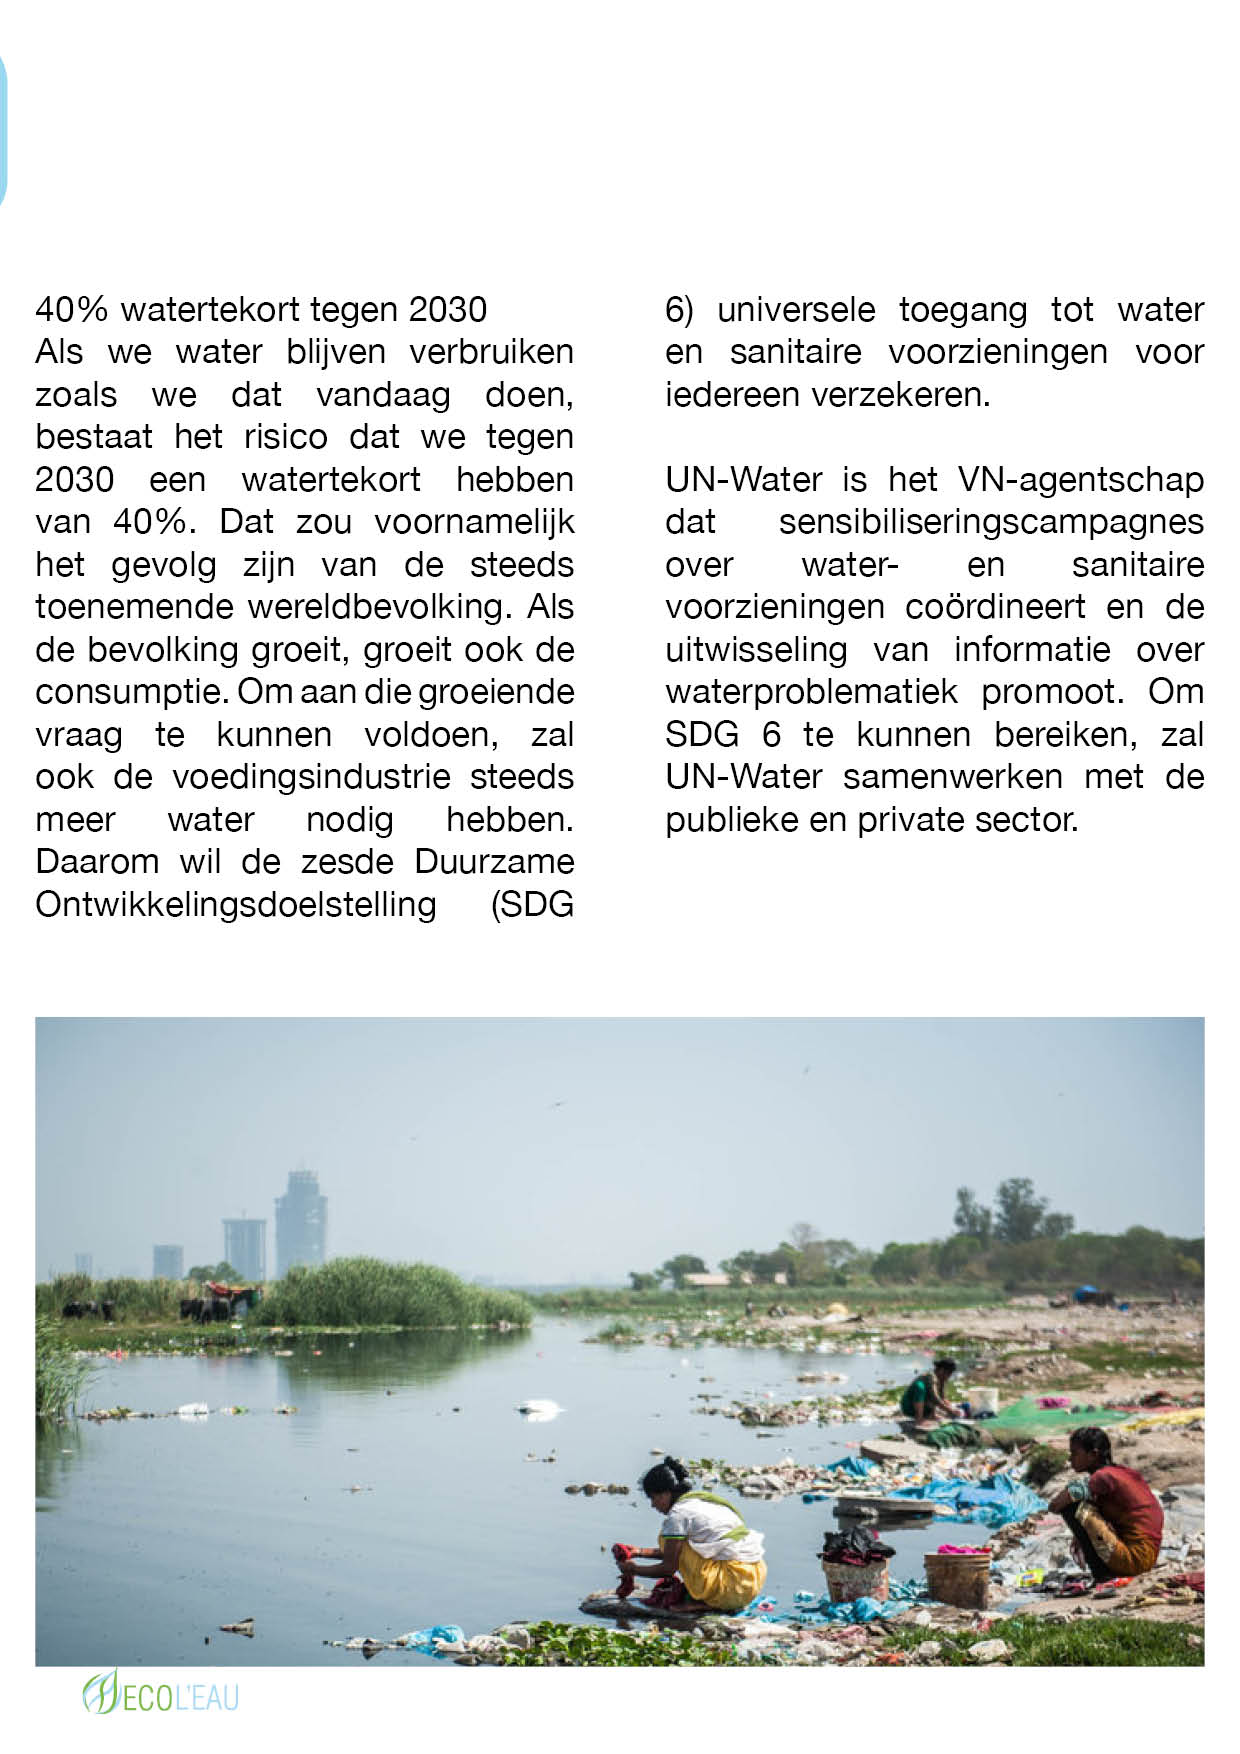 40% watertekort tegen 2030
Als we water blijven verbruiken
zoals we dat vandaag doen,
bestaat het risico dat we tegen
2030 een watertekort hebben
van 40%. Dat zou voornamelijk
het gevolg zijn van de steeds
toenemende wereldbevolking. Als
de bevolking groeit, groeit ook de
consumptie. Om aan die groeiende
vraag te kunnen voldoen, zal
ook de voedingsindustrie steeds
meer water nodig hebben.
Daarom wil de zesde Duurzame
Ontwikkelingsdoelstelling (SDG
6) universele toegang tot water
en sanitaire voorzieningen voor
iedereen verzekeren.
UN-Water is het VN-agentschap
dat sensibiliseringscampagnes
over water- en sanitaire
voorzieningen coördineert en de
uitwisseling van informatie over
waterproblematiek promoot. Om
SDG 6 te kunnen bereiken, zal
UN-Water samenwerken met de
publieke en private sector.
ECOL'EAU